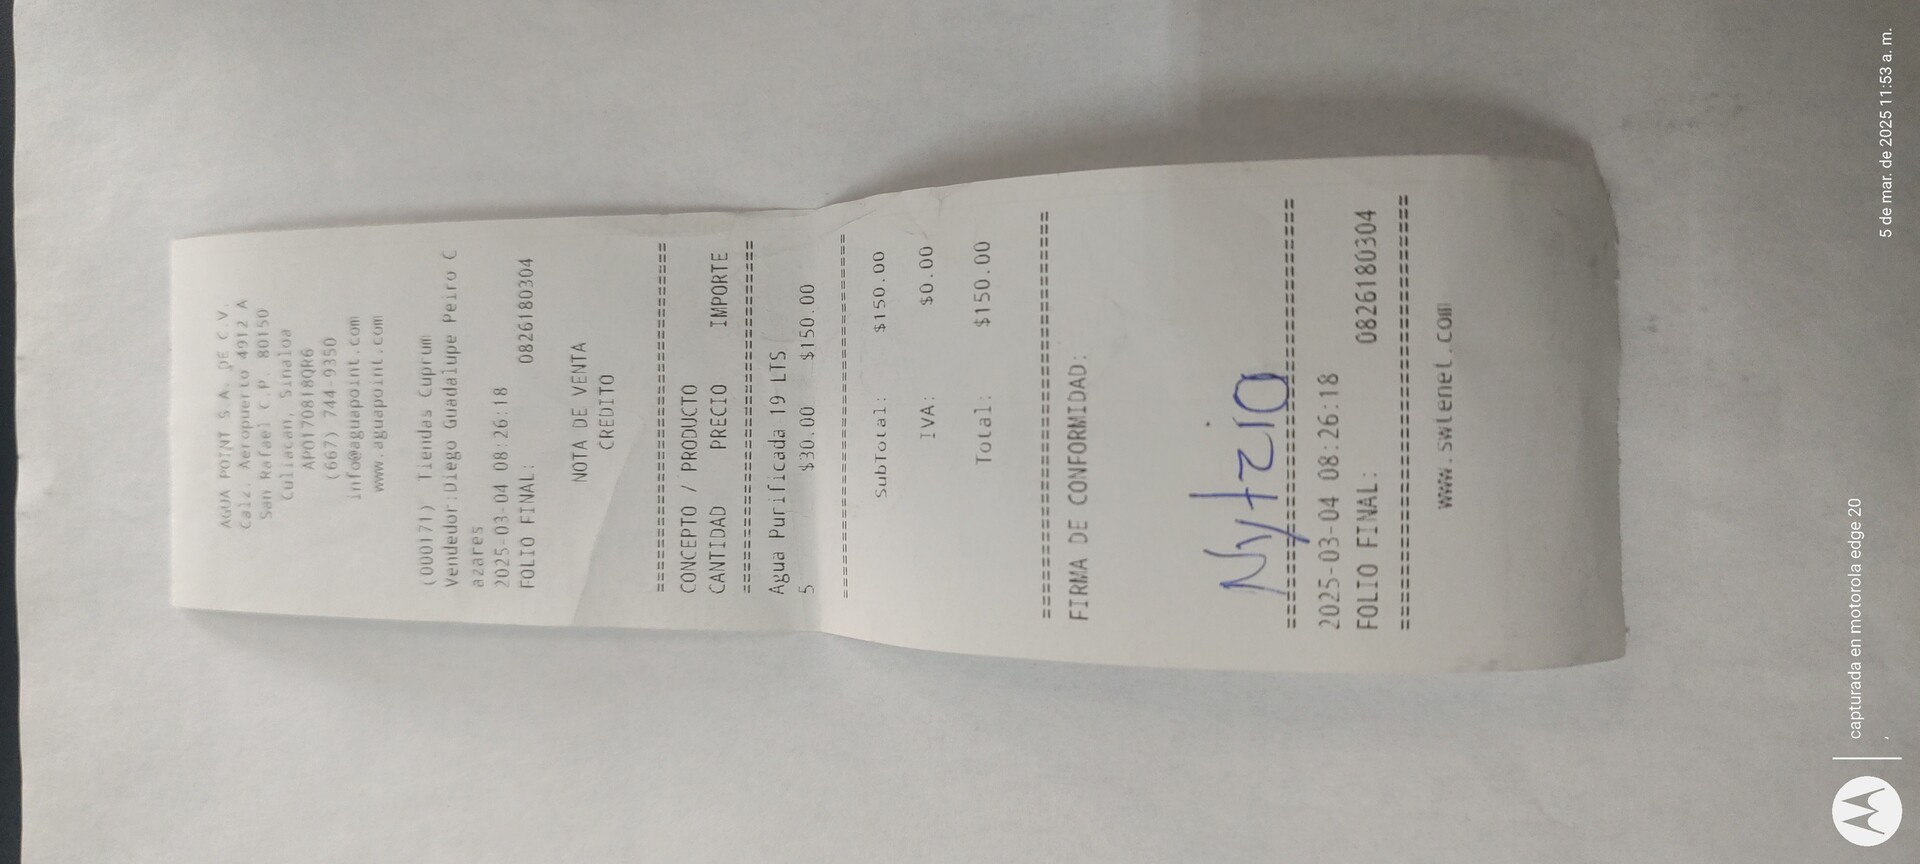 AGUA POINT S.A. DE C.V.
Calz. Aeropuerto 4912 A
San Rafael C.P. 80150
Culiacan, Sinaloa
APO170818QR6
(667) 744-9350
info@aguapoint.com
www.aguapoint.com
(000171) Tiendas Cuprum
Vendedor:Diego Guadalupe Peiro C
azares
2025-03-04 08:26:18
FOLIO FINAL: 0826180304
NOTA DE VENTA
CREDITO
================================
CONCEPTO / PRODUCTO
CANTIDAD PRECIO IMPORTE
================================
Agua Purificada 19 LTS
5 $30.00 $150.00
================================
SubTotal: $150.00
IVA: $0.00
Total: $150.00
================================
FIRMA DE CONFORMIDAD:
Nytzio
================================
2025-03-04 08:26:18
FOLIO FINAL: 0826180304
================================
www.swtenet.com
capturada en motorola edge 20
5 de mar. de 2025 11:53 a. m.